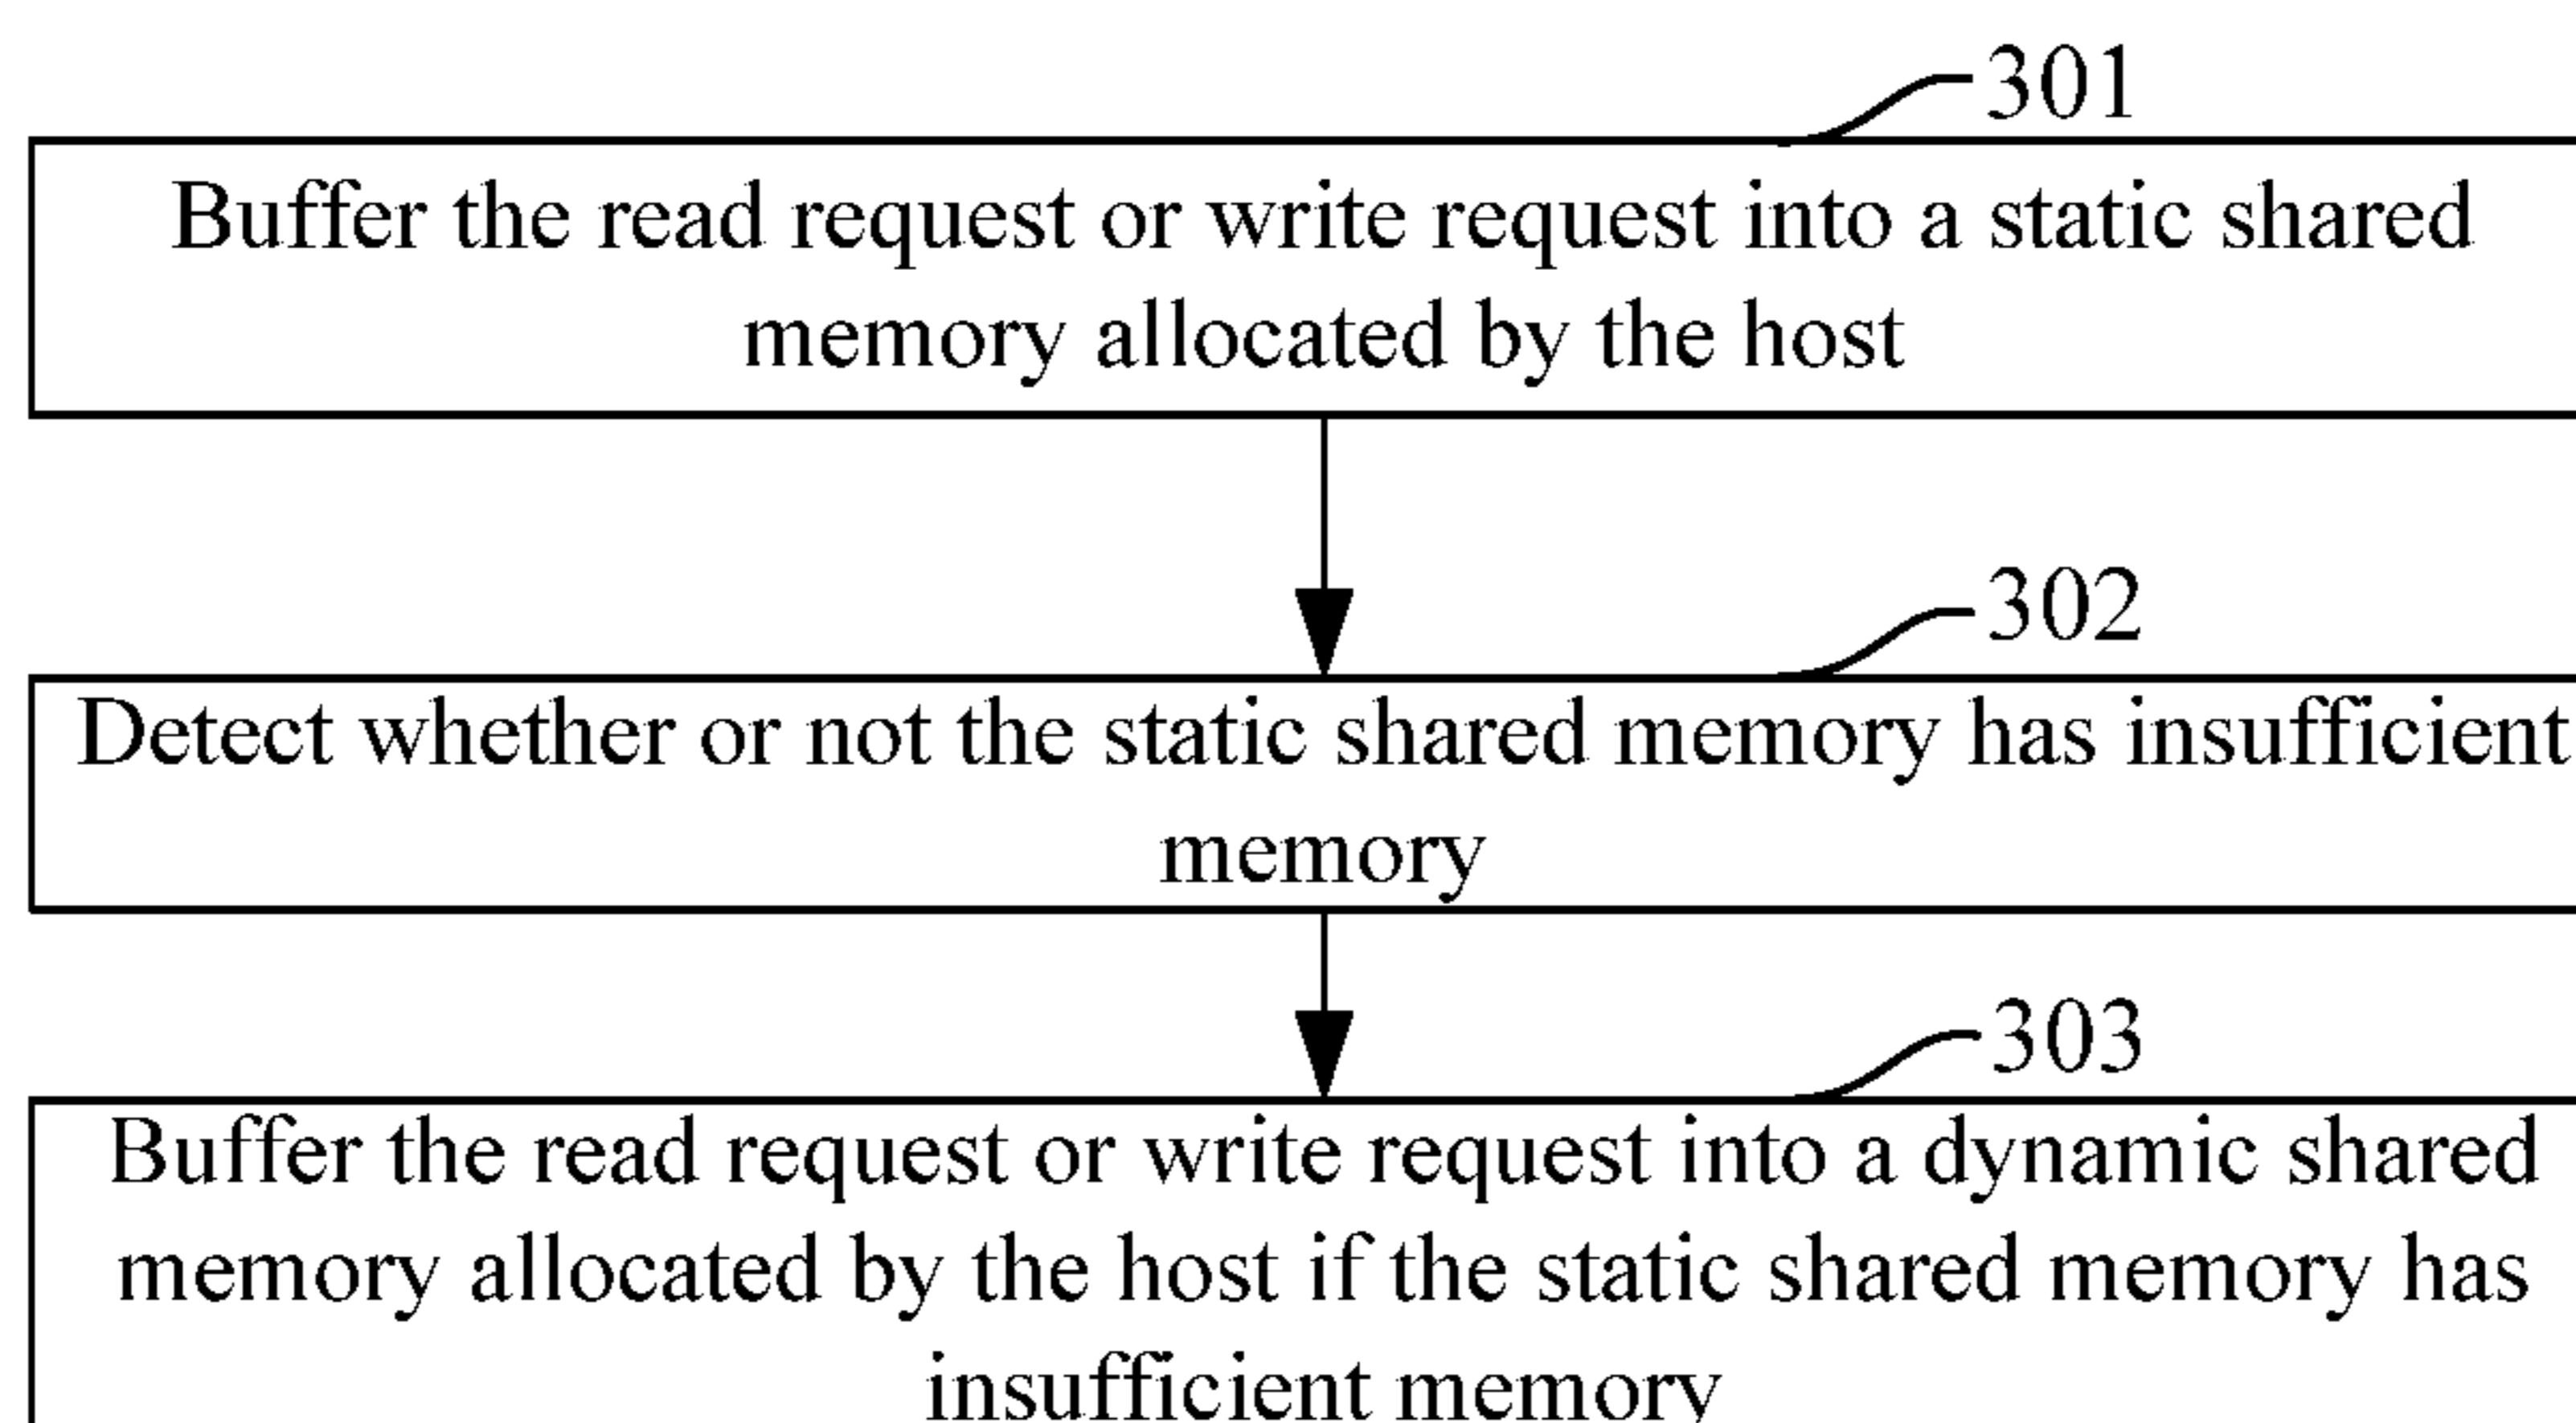 301
Buffer the read request or write request into a static shared
memory allocated by the host
302
Detect whether or not the static shared memory has insufficient
memory
303
Buffer the read request or write request into a dynamic shared
memory allocated by the host if the static shared memory has
insufficient memory